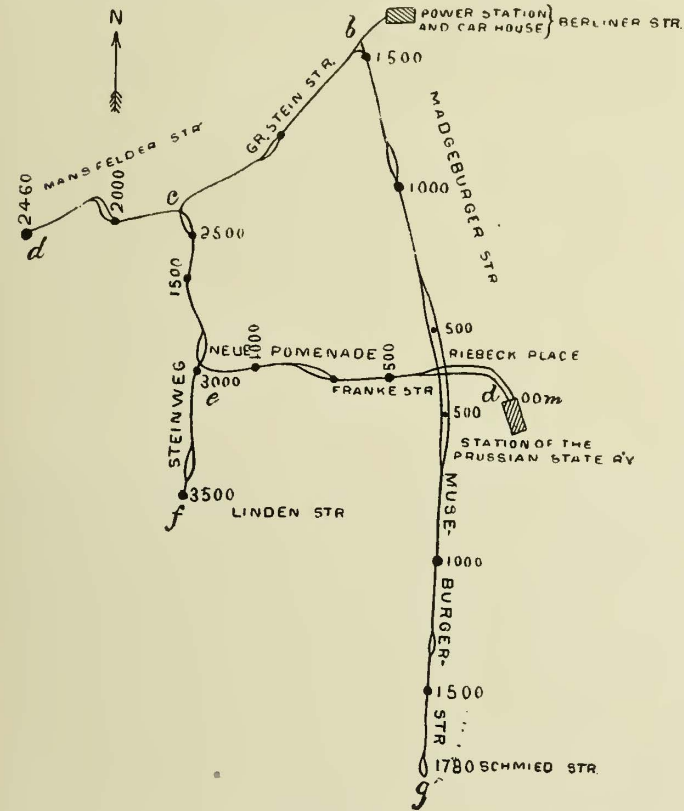 N
b
POWER STATION
AND CAR HOUSE } BERLINER STR.
1500
GR. STEIN STR.
MADGEBURGER STR
MANSFELDER STR
2460
2000
c
d
1000
2500
1500
500
NEUE 1000 POMENADE
500
RIEBECK PLACE
3000
e
FRANKE STR
d
00m
500
STEINWEG
STATION OF THE
PRUSSIAN STATE R'Y
3500
f
LINDEN STR
MUSE-
BURGER-
STR
1000
1500
1780 SCHMIED STR.
g